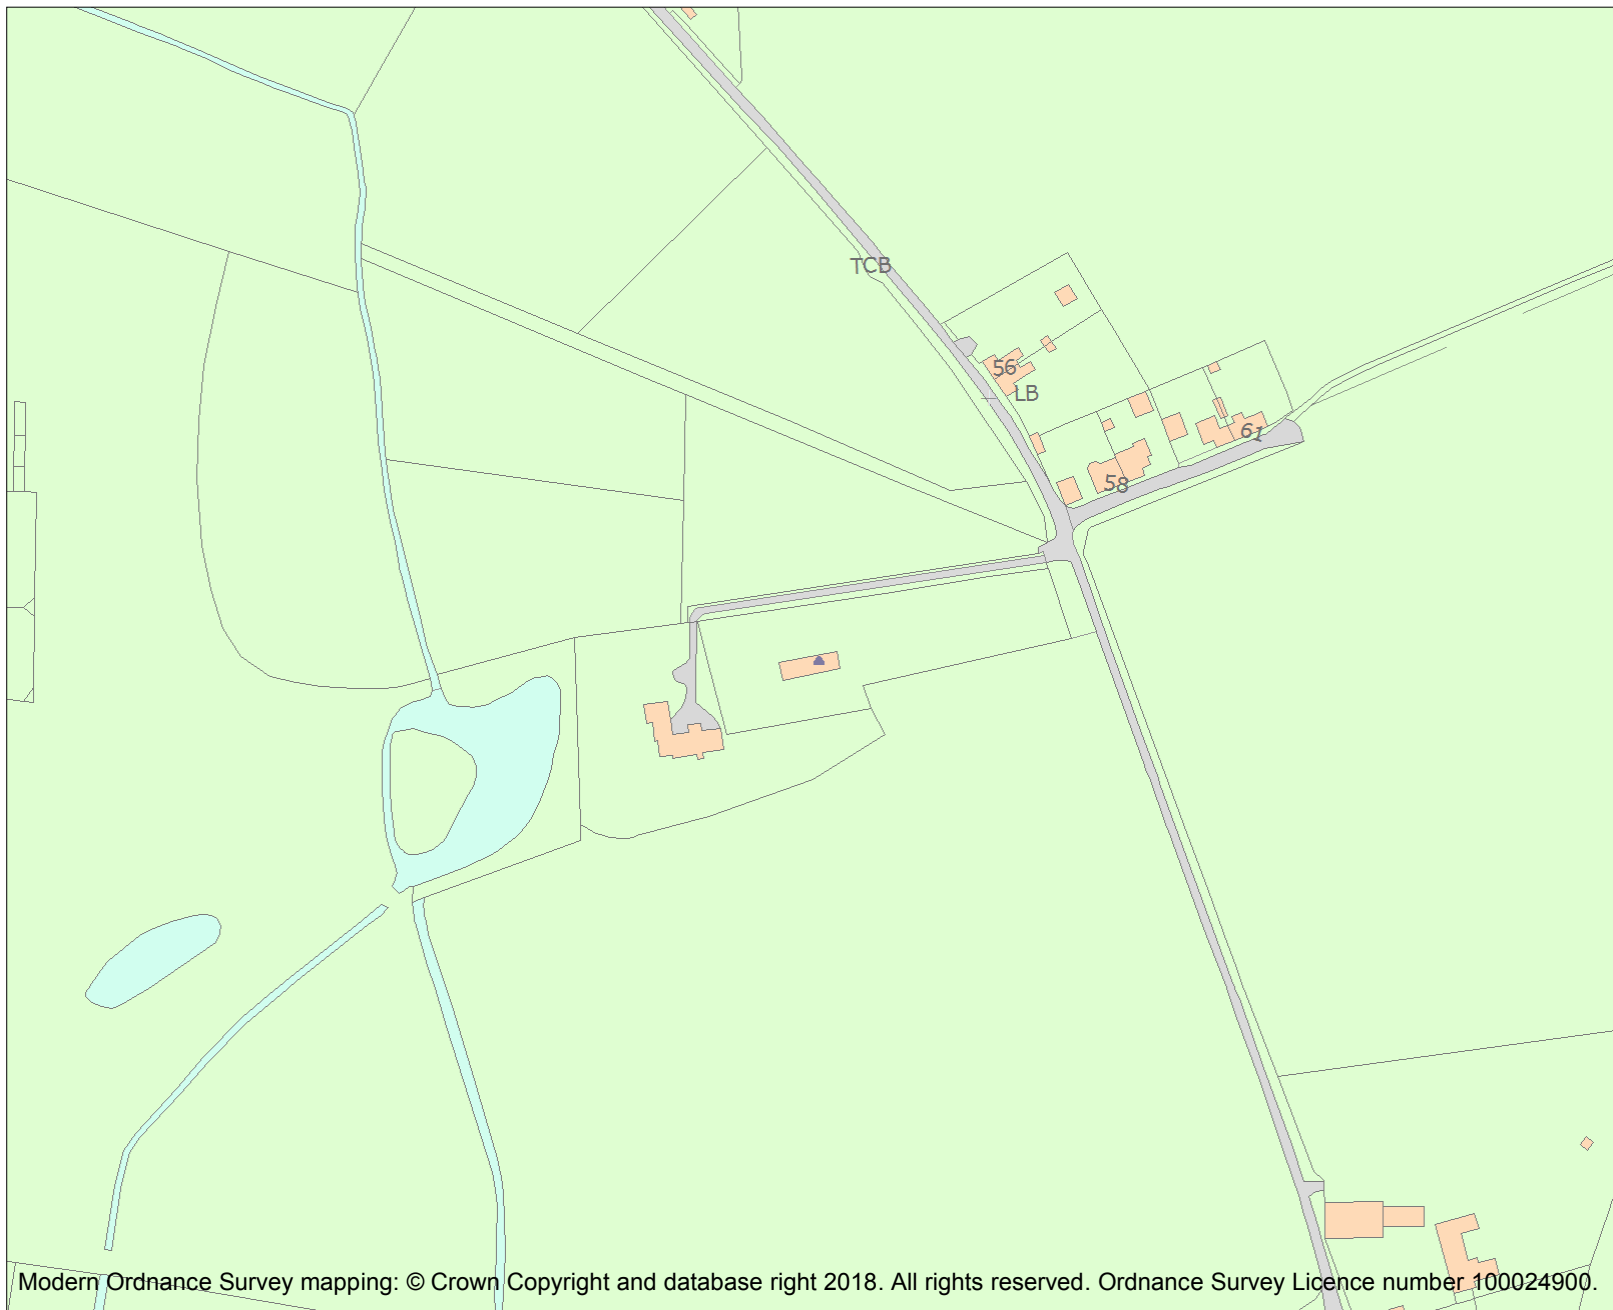 TCB
56
LB
61
58
Modern Ordnance Survey mapping: © Crown Copyright and database right 2018. All rights reserved. Ordnance Survey Licence number 100024900.